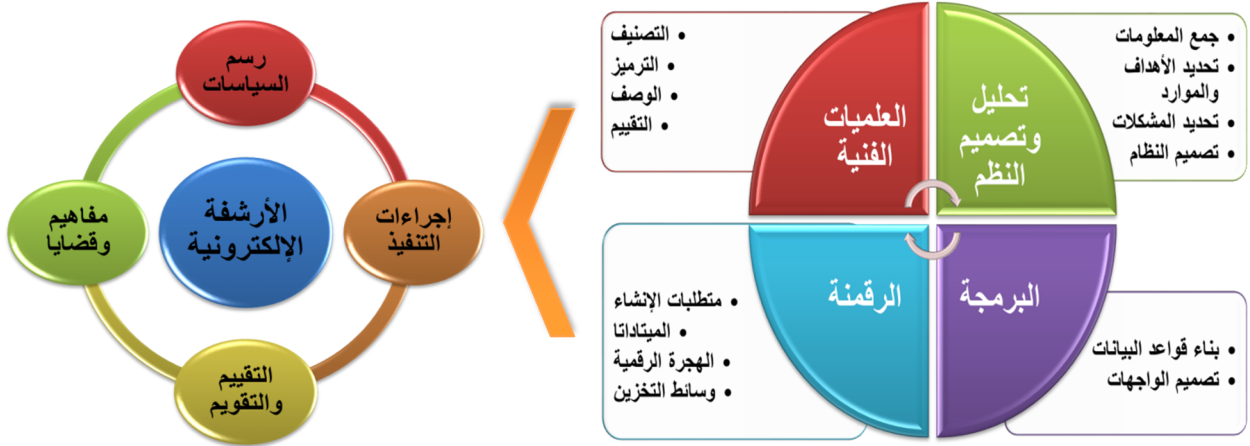 جمع المعلومات
تحديد الأهداف
والموارد
تحديد المشكلات
تصميم النظام
تحليل
وتصميم
النظم
العلميات
الفنية
التصنيف
الترميز
الوصف
التقييم
البرمجة
بناء قواعد البيانات
تصميم الواجهات
الرقمنة
متطلبات الإنشاء
الميتاداتا
الهجرة الرقمية
وسائط التخزين
رسم
السياسات
إجراءات
التنفيذ
الأرشفة
الإلكترونية
مفاهيم
وقضايا
التقييم
والتقويم